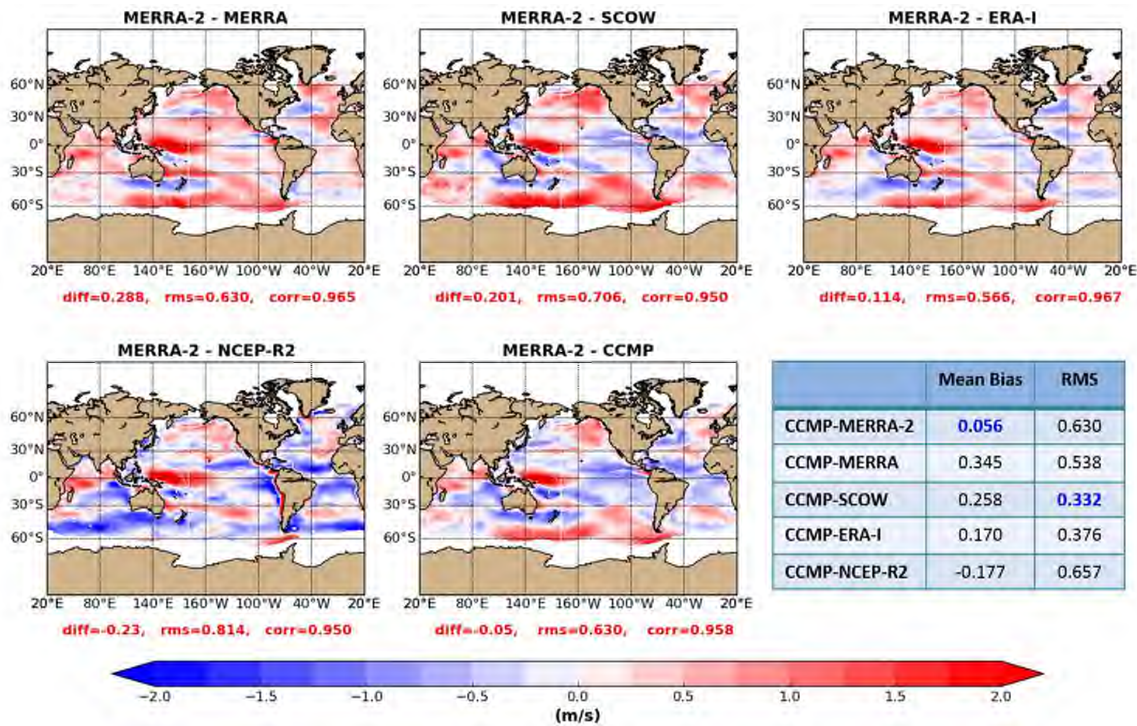 MERRA-2 - MERRA
MERRA-2 - SCOW
MERRA-2 - ERA-I
60°N
30°N
0°
30°S
60°S
20°E 80°E 140°E 160°W 100°W 40°W 20°E
diff=0.288, rms=0.630, corr=0.965
60°N
30°N
0°
30°S
60°S
20°E 80°E 140°E 160°W 100°W 40°W 20°E
diff=0.201, rms=0.706, corr=0.950
60°N
30°N
0°
30°S
60°S
20°E 80°E 140°E 160°W 100°W 40°W 20°E
diff=0.114, rms=0.566, corr=0.967
MERRA-2 - NCEP-R2
60°N
30°N
0°
30°S
60°S
20°E 80°E 140°E 160°W 100°W 40°W 20°E
diff=-0.23, rms=0.814, corr=0.950
MERRA-2 - CCMP
60°N
30°N
0°
30°S
60°S
20°E 80°E 140°E 160°W 100°W 40°W 20°E
diff=-0.05, rms=0.630, corr=0.958
Mean Bias RMS
CCMP-MERRA-2 0.056 0.630
CCMP-MERRA 0.345 0.538
CCMP-SCOW 0.258 0.332
CCMP-ERA-I 0.170 0.376
CCMP-NCEP-R2 -0.177 0.657
−2.0 −1.5 −1.0 −0.5 0.0 0.5 1.0 1.5 2.0
(m/s)